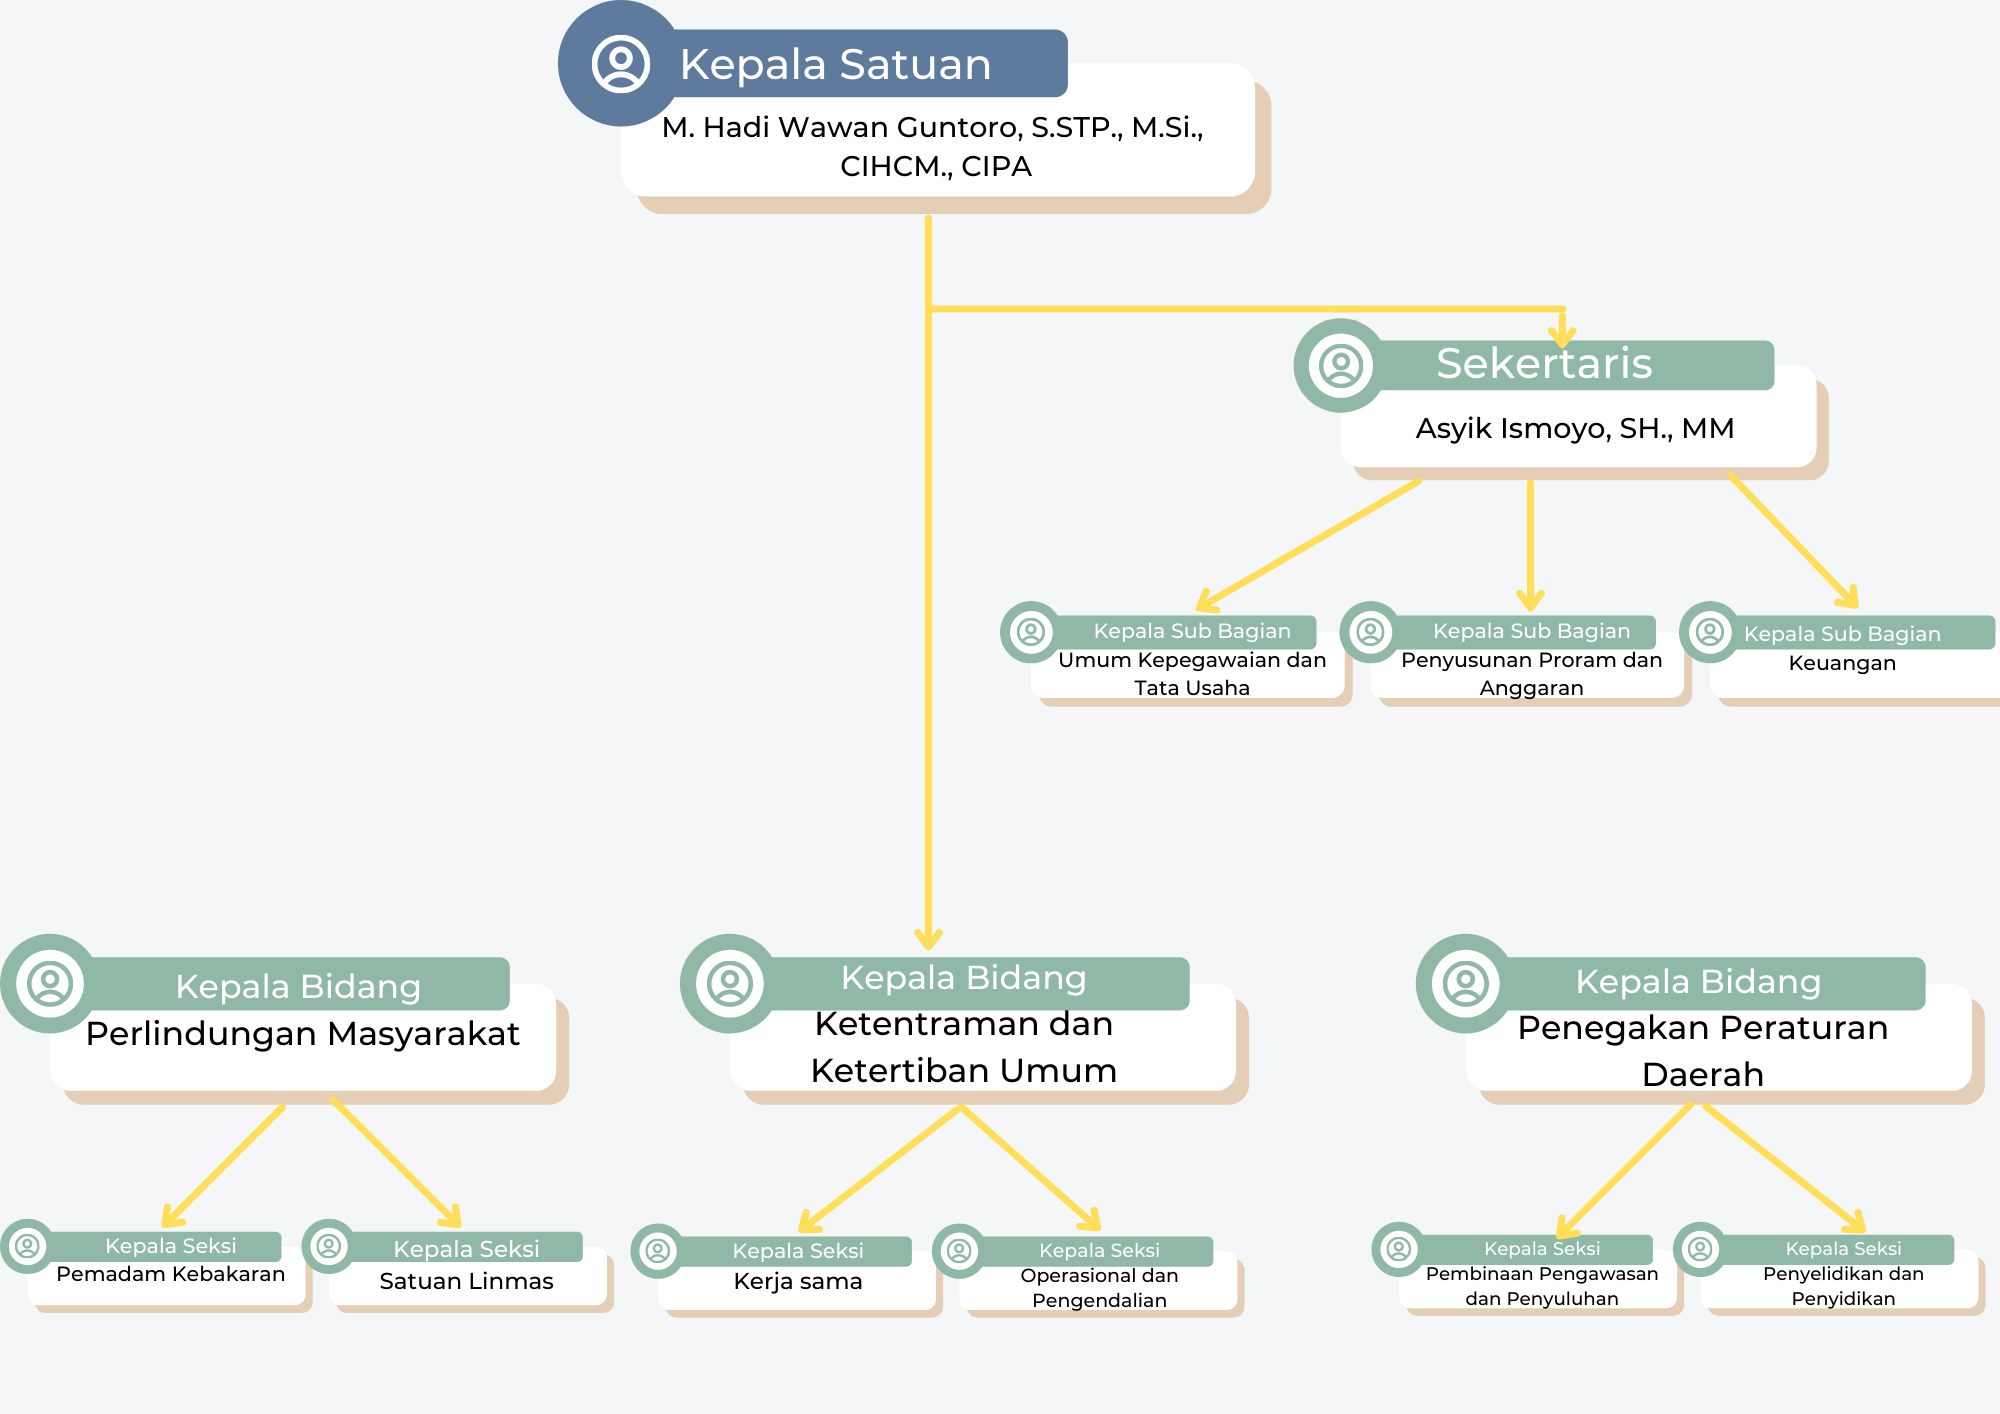 Kepala Satuan
M. Hadi Wawan Guntoro, S.STP., M.Si.,
CIHCM., CIPA
Sekertaris
Asyik Ismoyo, SH., MM
Kepala Sub Bagian
Umum Kepegawaian dan
Tata Usaha
Kepala Sub Bagian
Penyusunan Proram dan
Anggaran
Kepala Sub Bagian
Keuangan
Kepala Bidang
Perlindungan Masyarakat
Kepala Bidang
Ketentraman dan
Ketertiban Umum
Kepala Bidang
Penegakan Peraturan
Daerah
Kepala Seksi
Pemadam Kebakaran
Kepala Seksi
Satuan Linmas
Kepala Seksi
Kerja sama
Kepala Seksi
Operasional dan
Pengendalian
Kepala Seksi
Pembinaan Pengawasan
dan Penyuluhan
Kepala Seksi
Penyelidikan dan
Penyidikan